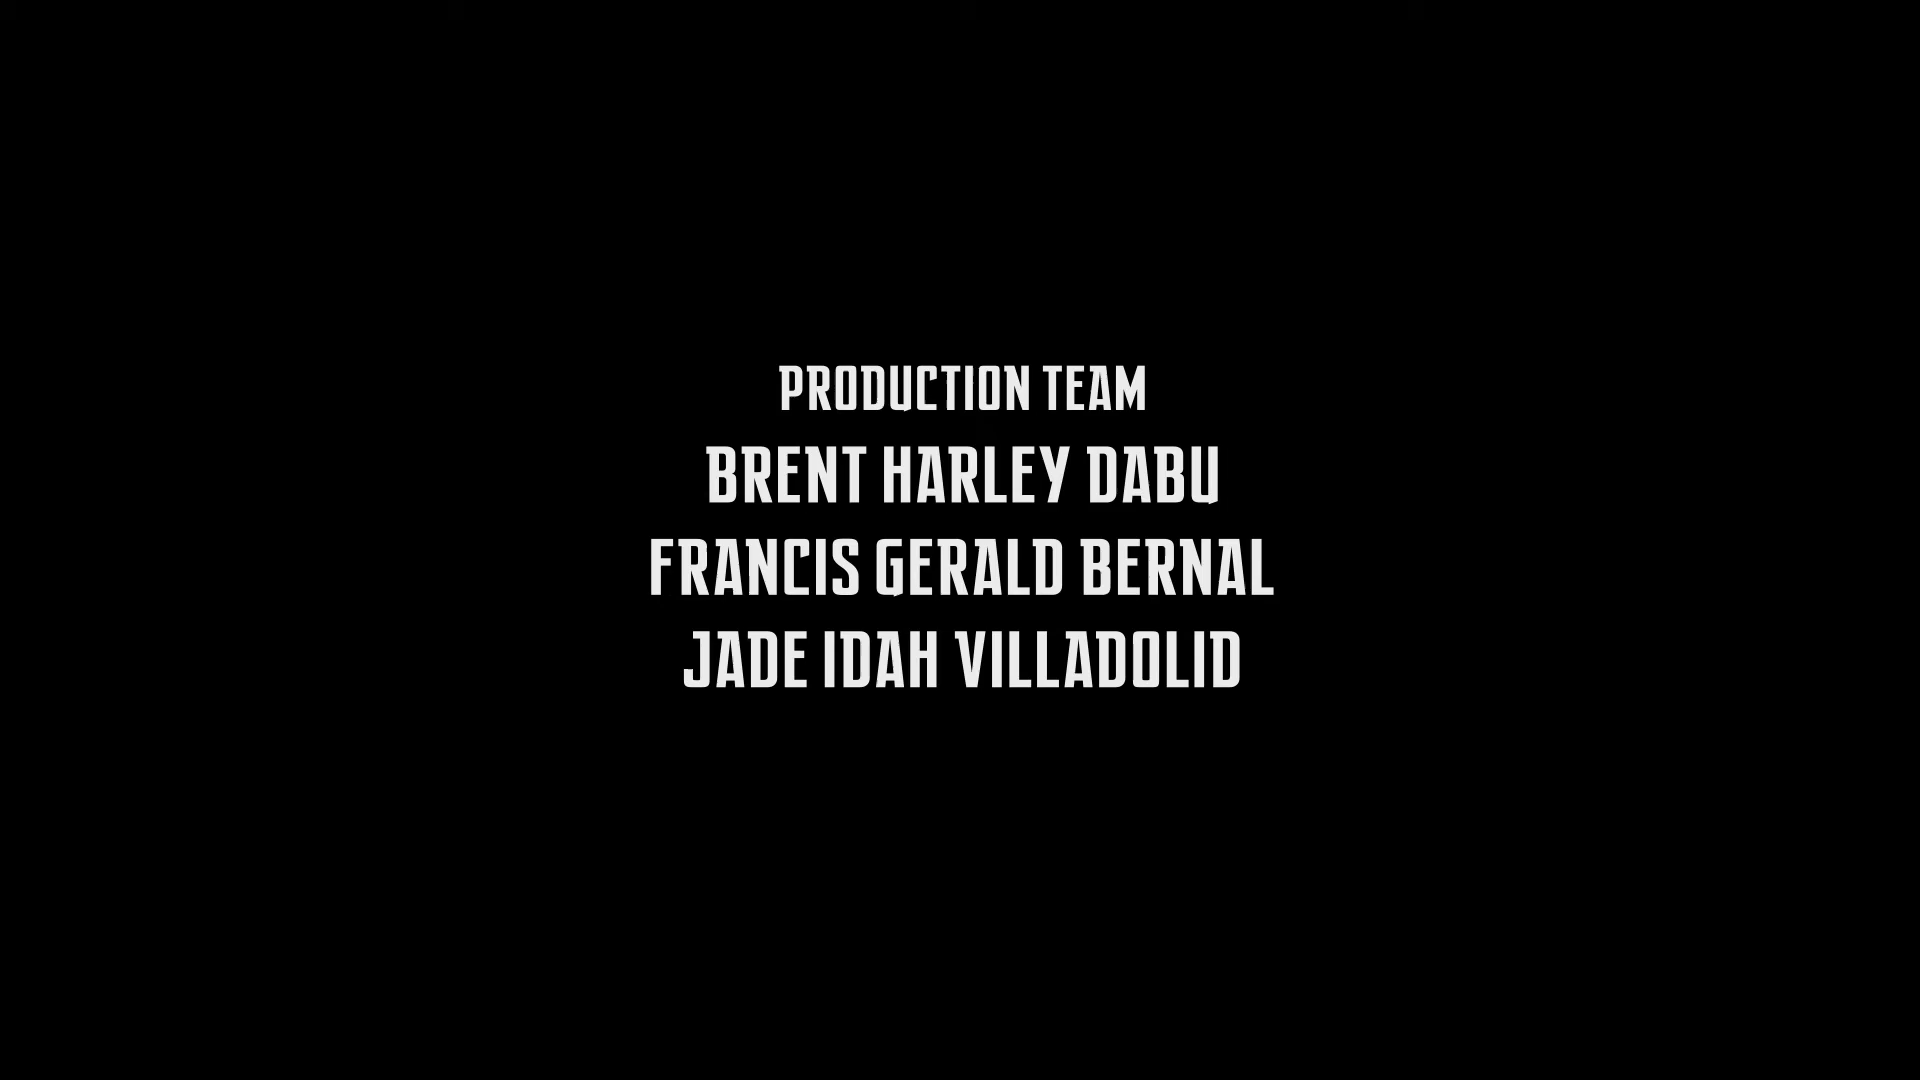 PRODUCTION TEAM
BRENT HARLEY DABU
FRANCIS GERALD BERNAL
JADE IDAH VILLADOLID